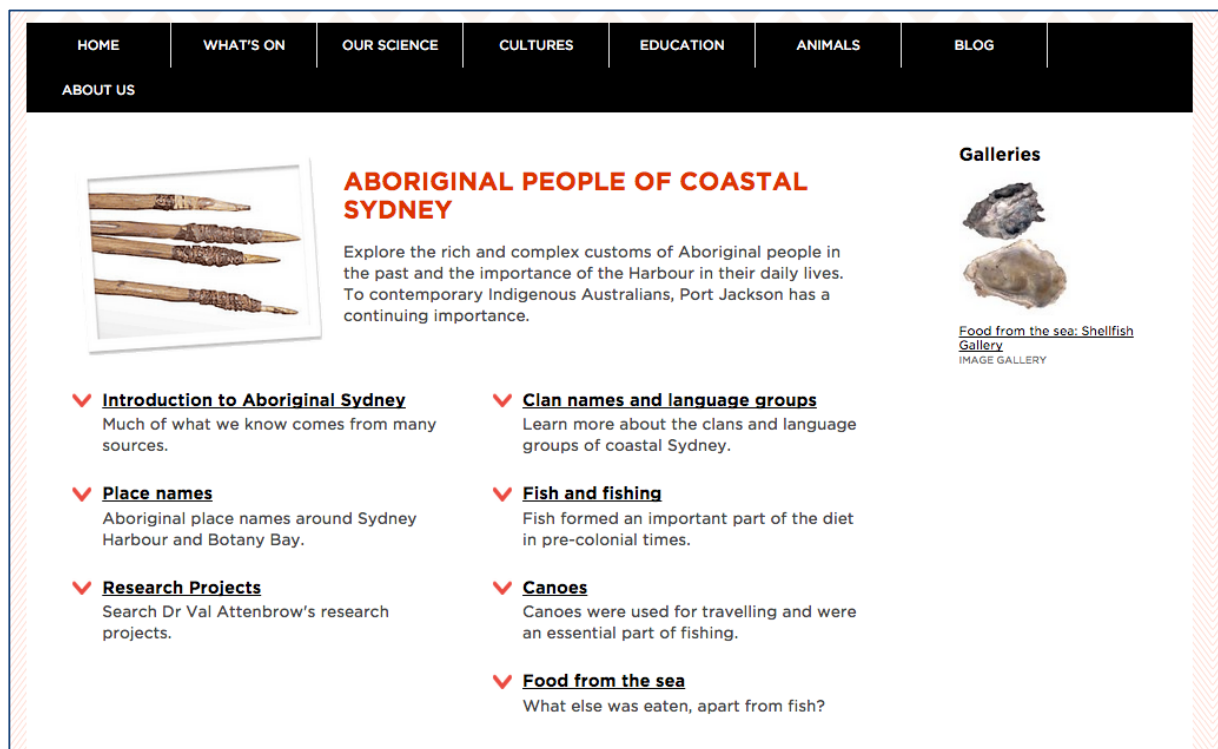 HOME
WHAT'S ON
OUR SCIENCE
CULTURES
EDUCATION
ANIMALS
BLOG
ABOUT US
ABORIGINAL PEOPLE OF COASTAL
SYDNEY
Explore the rich and complex customs of Aboriginal people in
the past and the importance of the Harbour in their daily lives.
To contemporary Indigenous Australians, Port Jackson has a
continuing importance.
Introduction to Aboriginal Sydney
Much of what we know comes from many
sources.
Place names
Aboriginal place names around Sydney
Harbour and Botany Bay.
Research Projects
Search Dr Val Attenbrow's research
projects.
Clan names and language groups
Learn more about the clans and language
groups of coastal Sydney.
Fish and fishing
Fish formed an important part of the diet
in pre-colonial times.
Canoes
Canoes were used for travelling and were
an essential part of fishing.
Food from the sea
What else was eaten, apart from fish?
Galleries
Food from the sea: Shellfish
Gallery
IMAGE GALLERY